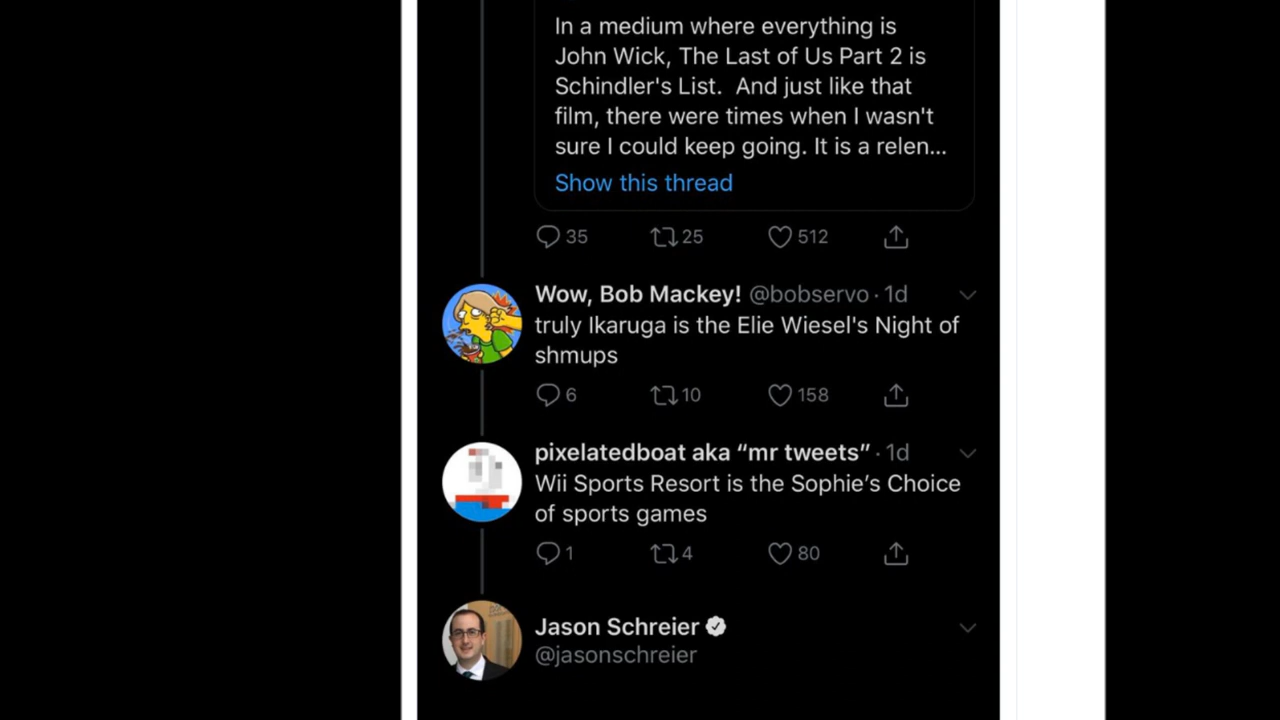 In a medium where everything is
John Wick, The Last of Us Part 2 is
Schindler's List. And just like that
film, there were times when I wasn't
sure I could keep going. It is a relen...
Show this thread
35 25 512
Wow, Bob Mackey! @bobservo · 1d
truly Ikaruga is the Elie Wiesel's Night of
shmups
6 10 158
pixelatedboat aka “mr tweets” · 1d
Wii Sports Resort is the Sophie’s Choice
of sports games
1 4 80
Jason Schreier
@jasonschreier